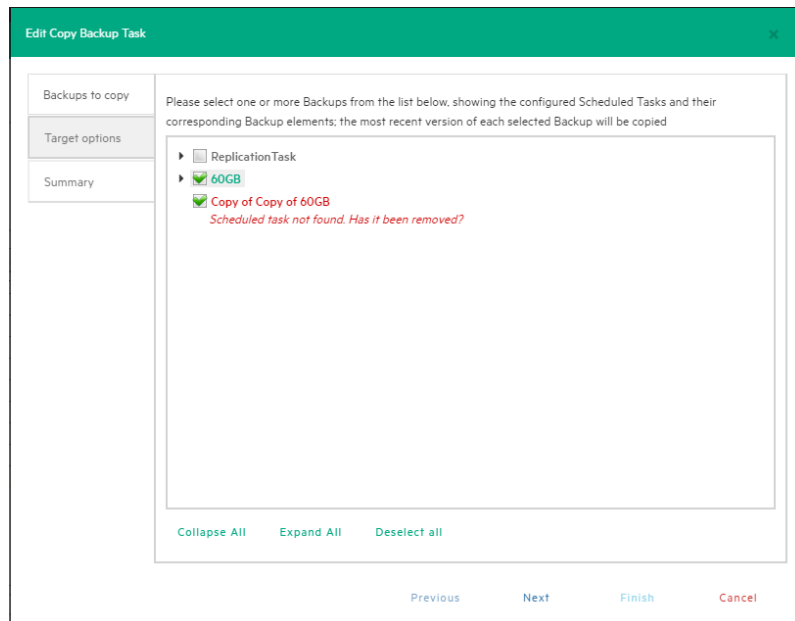 Edit Copy Backup Task
Backups to copy
Target options
Summary
Please select one or more Backups from the list below, showing the configured Scheduled Tasks and their
corresponding Backup elements; the most recent version of each selected Backup will be copied
ReplicationTask
60GB
Copy of Copy of 60GB
Scheduled task not found. Has it been removed?
Collapse All Expand All Deselect all
Previous Next Finish Cancel